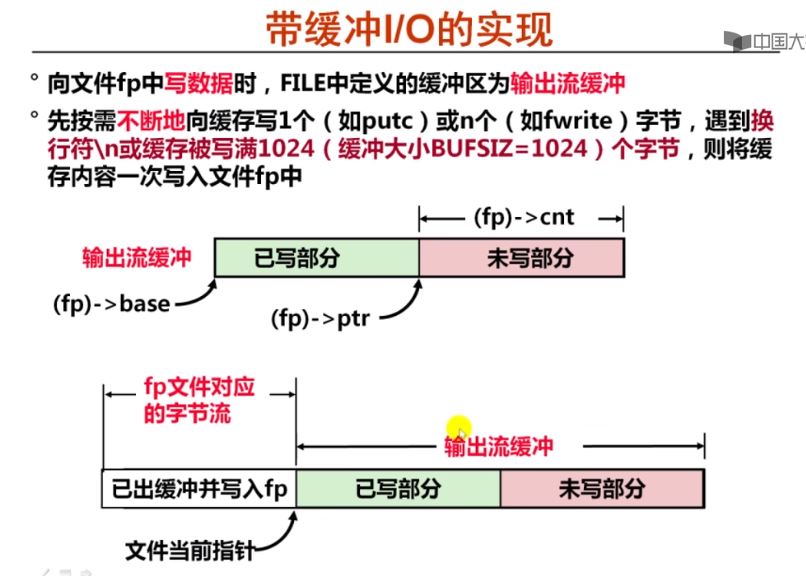 带缓冲I/O的实现
中国大
° 向文件fp中写数据时，FILE中定义的缓冲区为输出流缓冲
° 先按需不断地向缓存写1个（如putc）或n个（如fwrite）字节，遇到换
行符\n或缓存被写满1024（缓冲大小BUFSIZ=1024）个字节，则将缓
存内容一次写入文件fp中
(fp)->cnt
输出流缓冲
已写部分
未写部分
(fp)->base
(fp)->ptr
fp文件对应
的字节流
输出流缓冲
已出缓冲并写入fp
已写部分
未写部分
文件当前指针